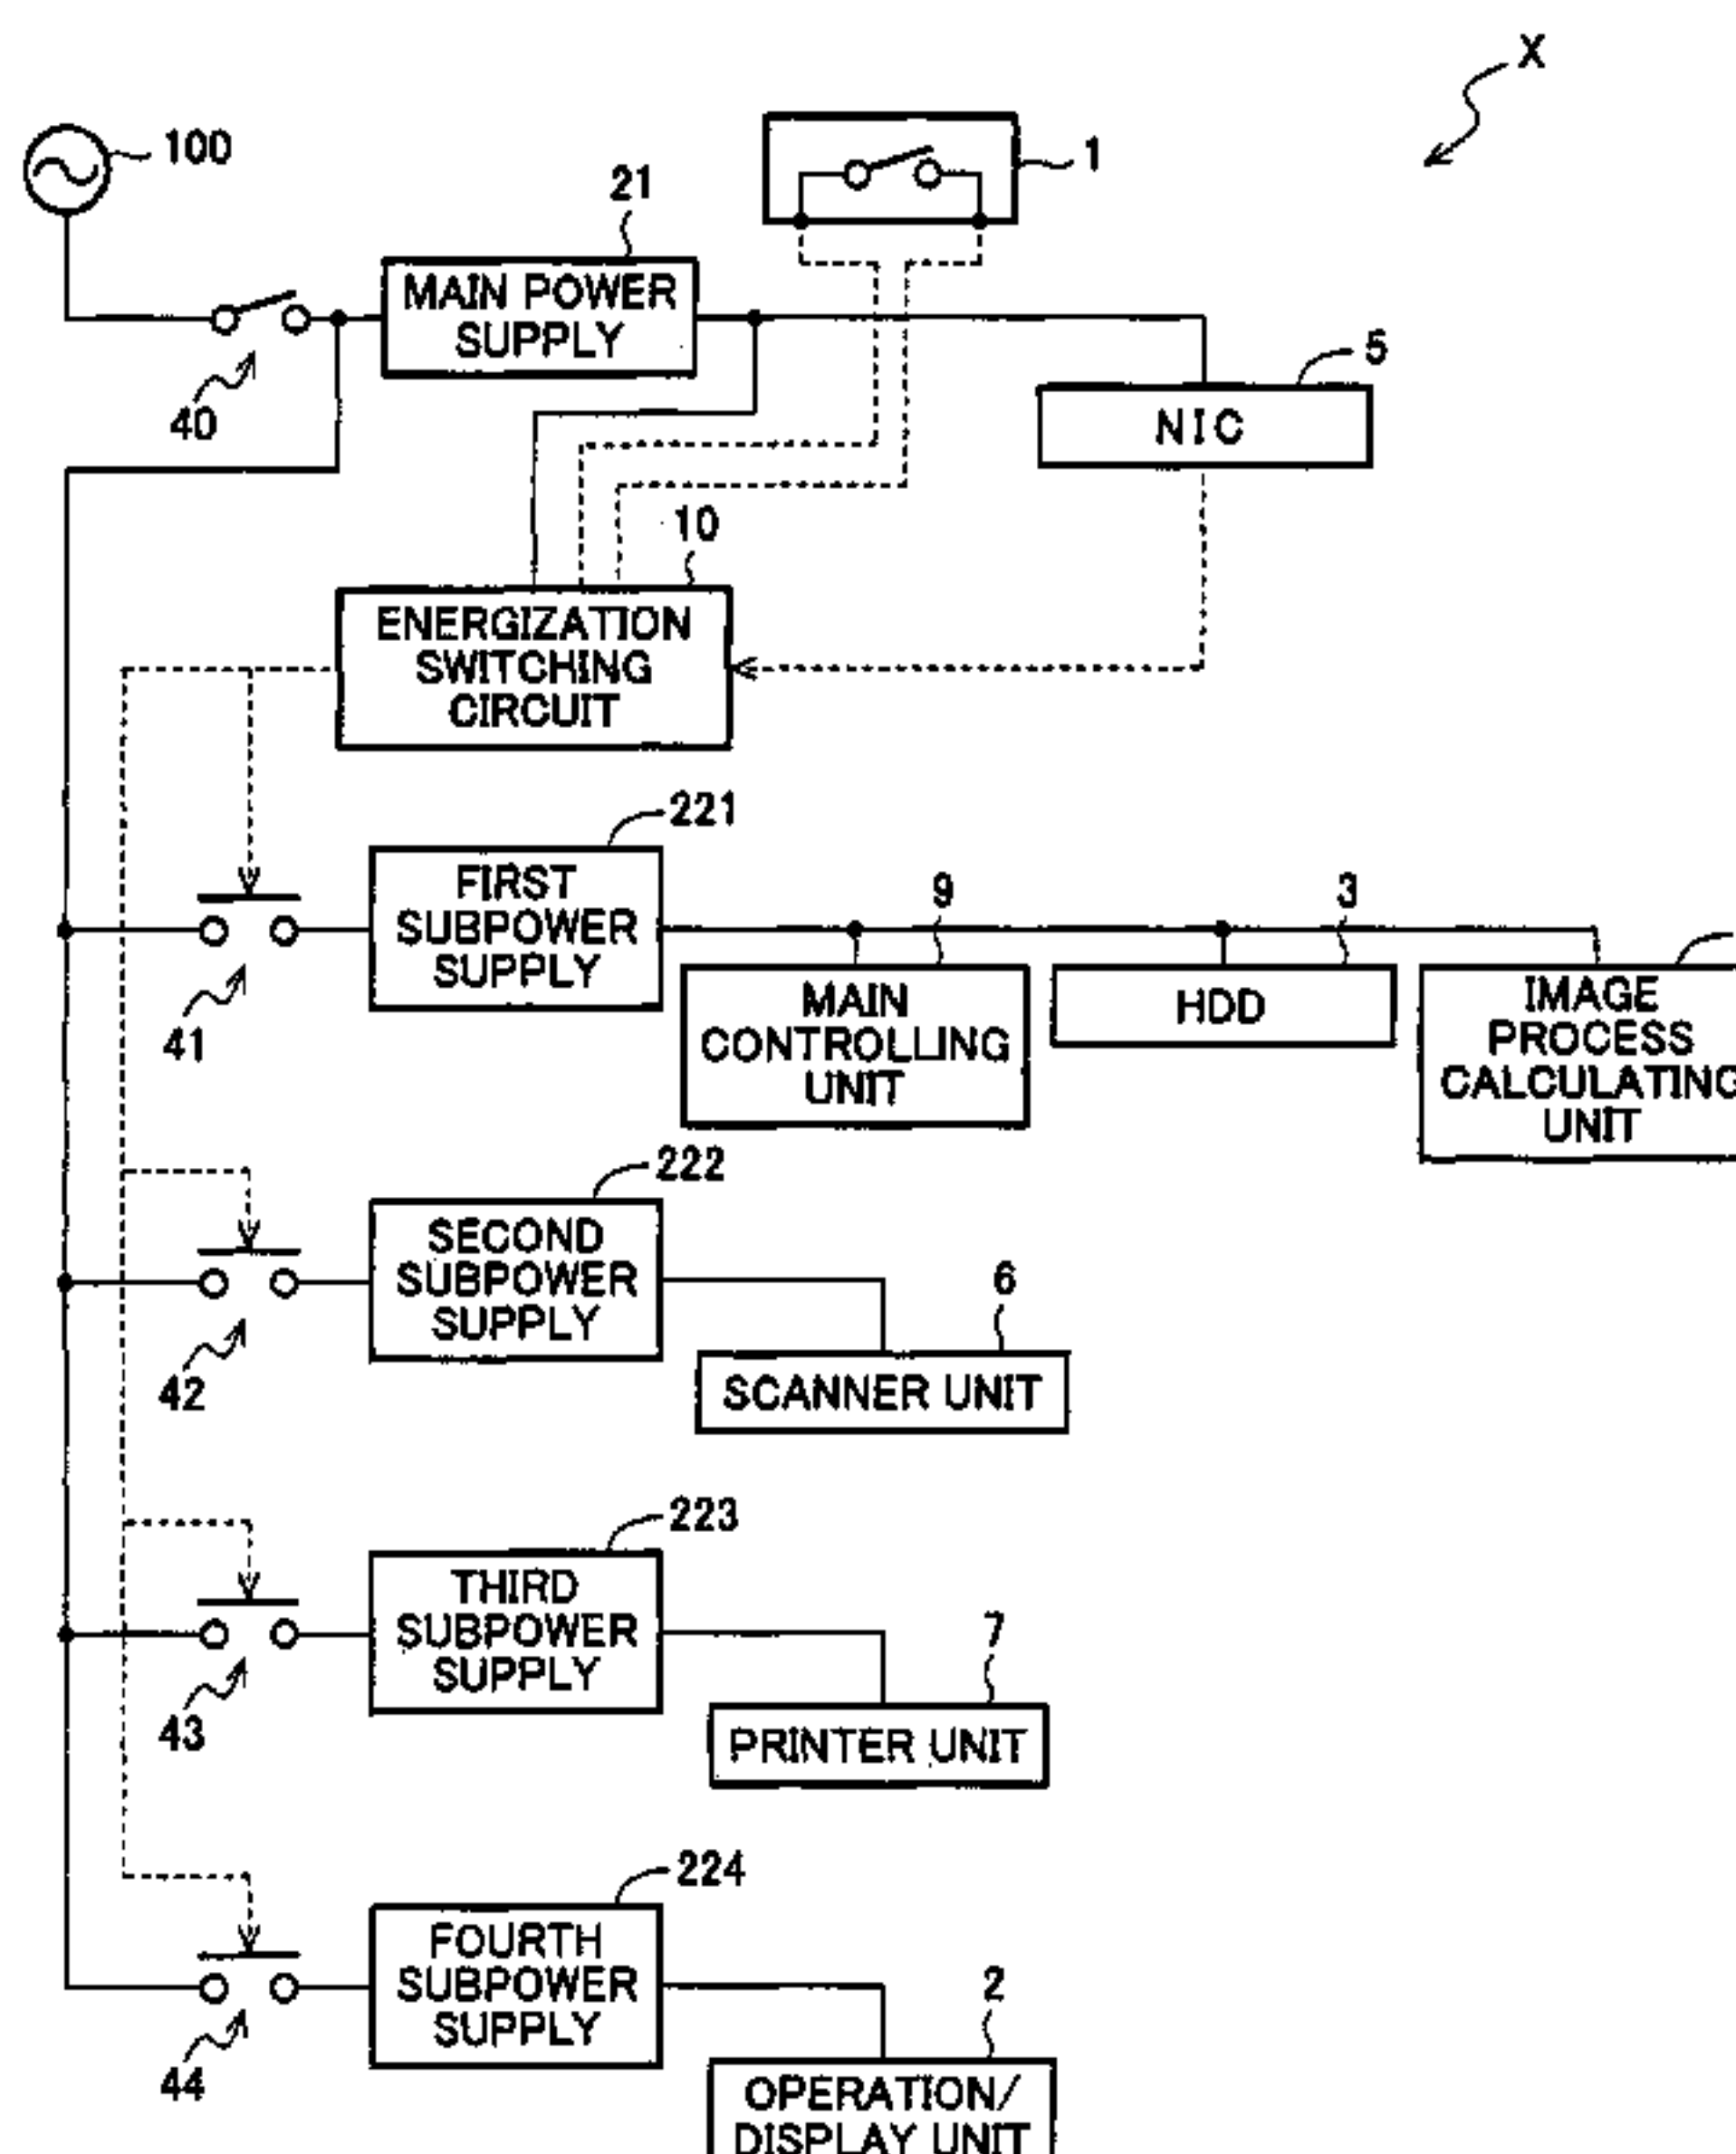 X
100
1
21
MAIN POWER
SUPPLY
5
NIC
40
10
ENERGIZATION
SWITCHING
CIRCUIT
221
FIRST
SUBPOWER
SUPPLY
9
3
41
MAIN
CONTROLLING
UNIT
HDD
IMAGE
PROCESS
CALCULATING
UNIT
222
SECOND
SUBPOWER
SUPPLY
6
42
SCANNER UNIT
223
THIRD
SUBPOWER
SUPPLY
7
43
PRINTER UNIT
224
FOURTH
SUBPOWER
SUPPLY
2
44
OPERATION/
DISPLAY UNIT